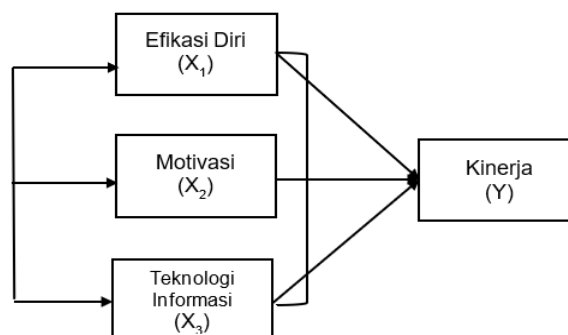 Efikasi Diri
(X₁)
Motivasi
(X₂)
Teknologi
Informasi
(X₃)
Kinerja
(Y)